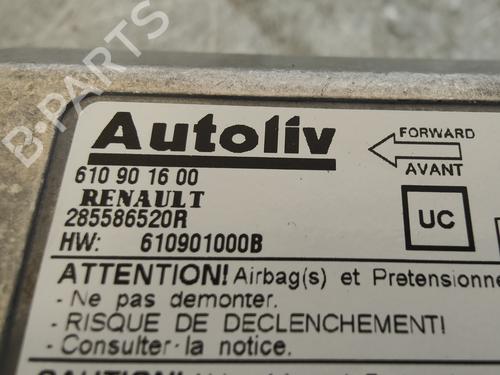 B-PARTS
Autoliv
FORWARD
AVANT
610 90 16 00
RENAULT
285586520R
HW: 610901000B
UC
ATTENTION! Airbag(s) et Pretensionne
- Ne pas demonter.
- RISQUE DE DECLENCHEMENT!
- Consulter la notice.